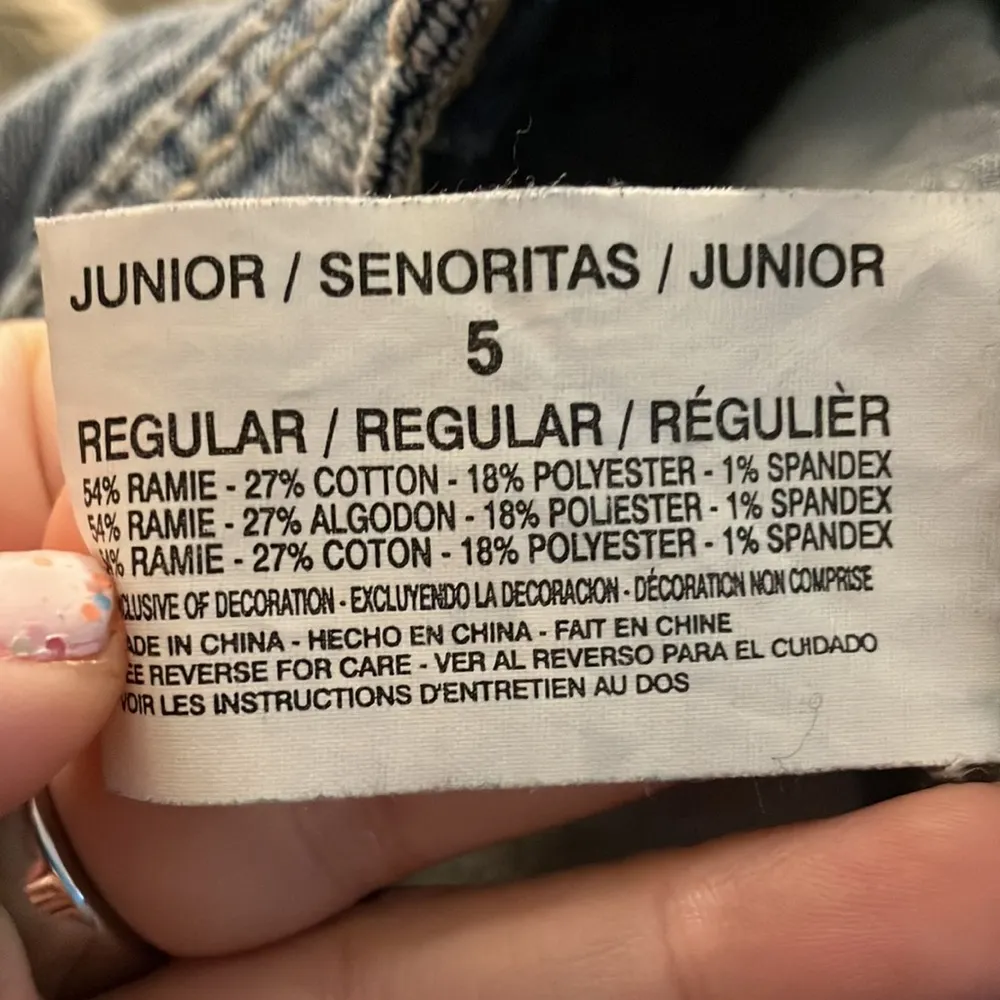 JUNIOR / SENORITAS / JUNIOR
5
REGULAR / REGULAR / RÉGULIÈR
54% RAMIE - 27% COTTON - 18% POLYESTER - 1% SPANDEX
54% RAMIE - 27% ALGODON - 18% POLIESTER - 1% SPANDEX
% RAMIE - 27% COTON - 18% POLYESTER - 1% SPANDEX
CLUSIVE OF DECORATION - EXCLUYENDO LA DECORACION - DÉCORATION NON COMPRISE
ADE IN CHINA - HECHO EN CHINA - FAIT EN CHINE
EE REVERSE FOR CARE - VER AL REVERSO PARA EL CUIDADO
VOIR LES INSTRUCTIONS D'ENTRETIEN AU DOS